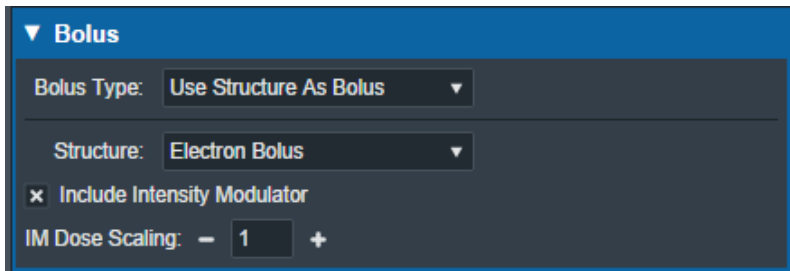 Bolus
Bolus Type: Use Structure As Bolus
Structure: Electron Bolus
Include Intensity Modulator
IM Dose Scaling: − 1 +